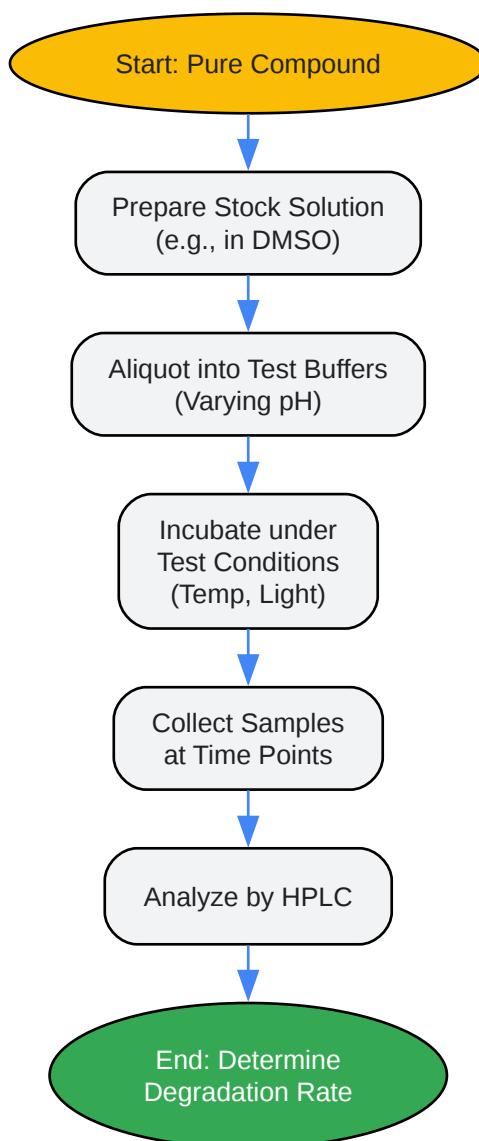 Start: Pure Compound
Prepare Stock Solution
(e.g., in DMSO)
Aliquot into Test Buffers
(Varying pH)
Incubate under
Test Conditions
(Temp, Light)
Collect Samples
at Time Points
Analyze by HPLC
End: Determine
Degradation Rate